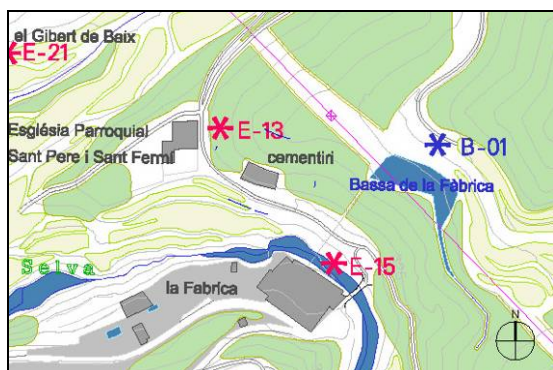 el Gibert de Baix
E-21
Església Parroquial
Sant Pere i Sant Fermí
E-13
cementiri
B-01
Bassa de la Fàbrica
Selva
E-15
la Fabrica
N